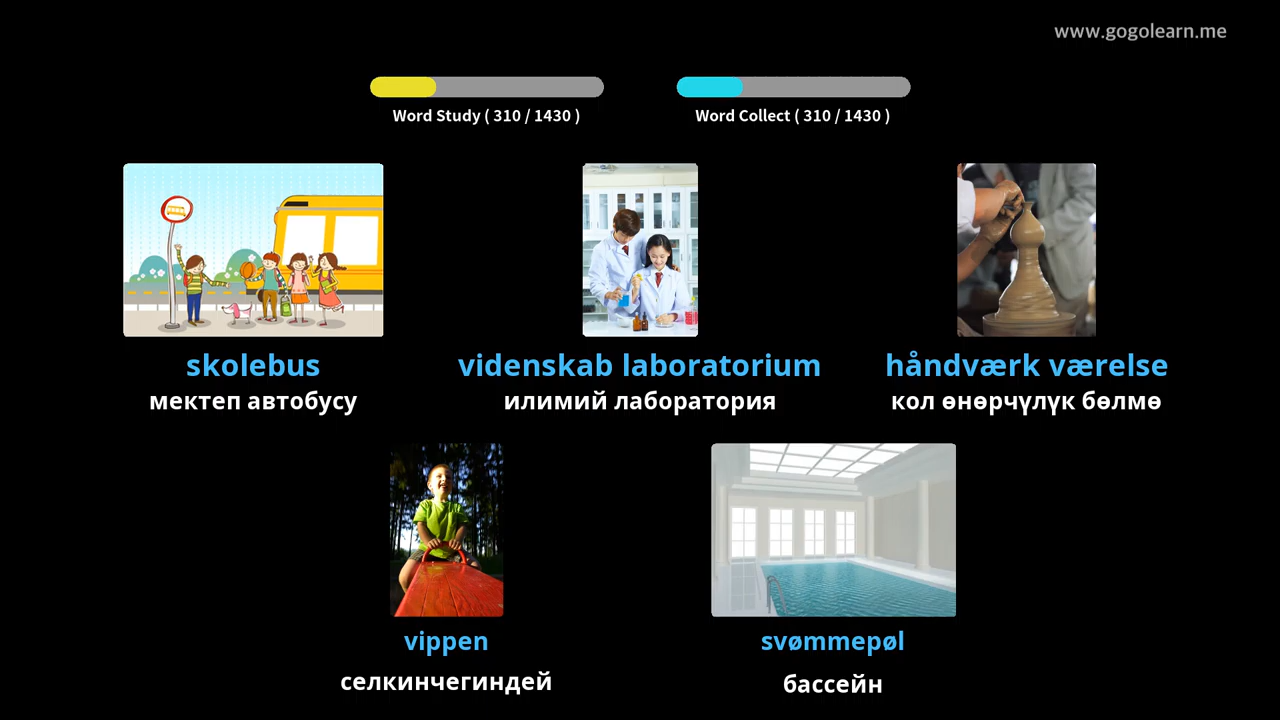 www.gogolearn.me
Word Study ( 310 / 1430 )
Word Collect ( 310 / 1430 )
skolebus
videnskab laboratorium
håndværk værelse
мектеп автобусу
илимий лаборатория
кол өнөрчүлүк бөлмө
vippen
svømmepøl
селкинчегиндей
бассейн